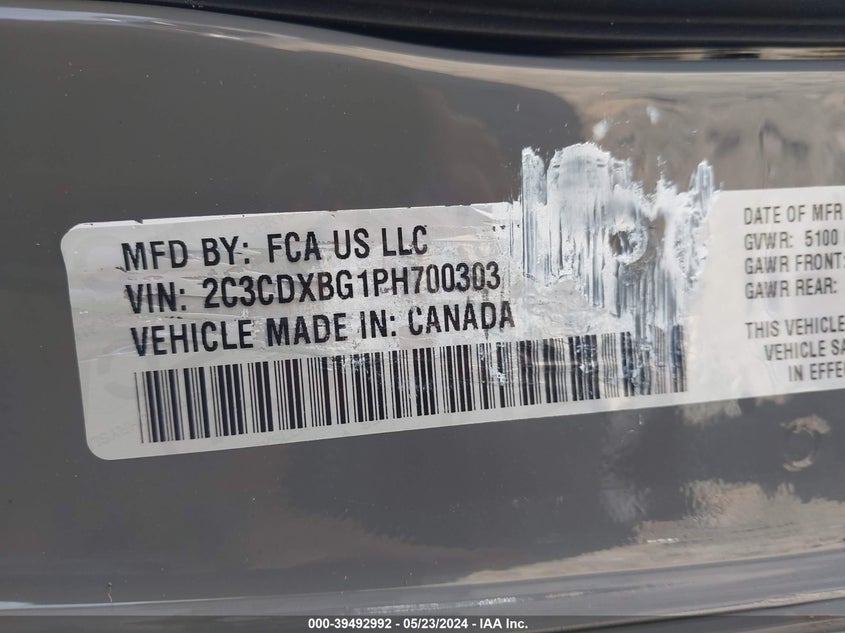 MFD BY: FCA US LLC
VIN: 2C3CDXBG1PH700303
VEHICLE MADE IN: CANADA
DATE OF MFR
GVWR: 5100
GAWR FRONT:
GAWR REAR:
THIS VEHICLE
VEHICLE SA
IN EFFE
000-39492992 - 05/23/2024 - IAA Inc.